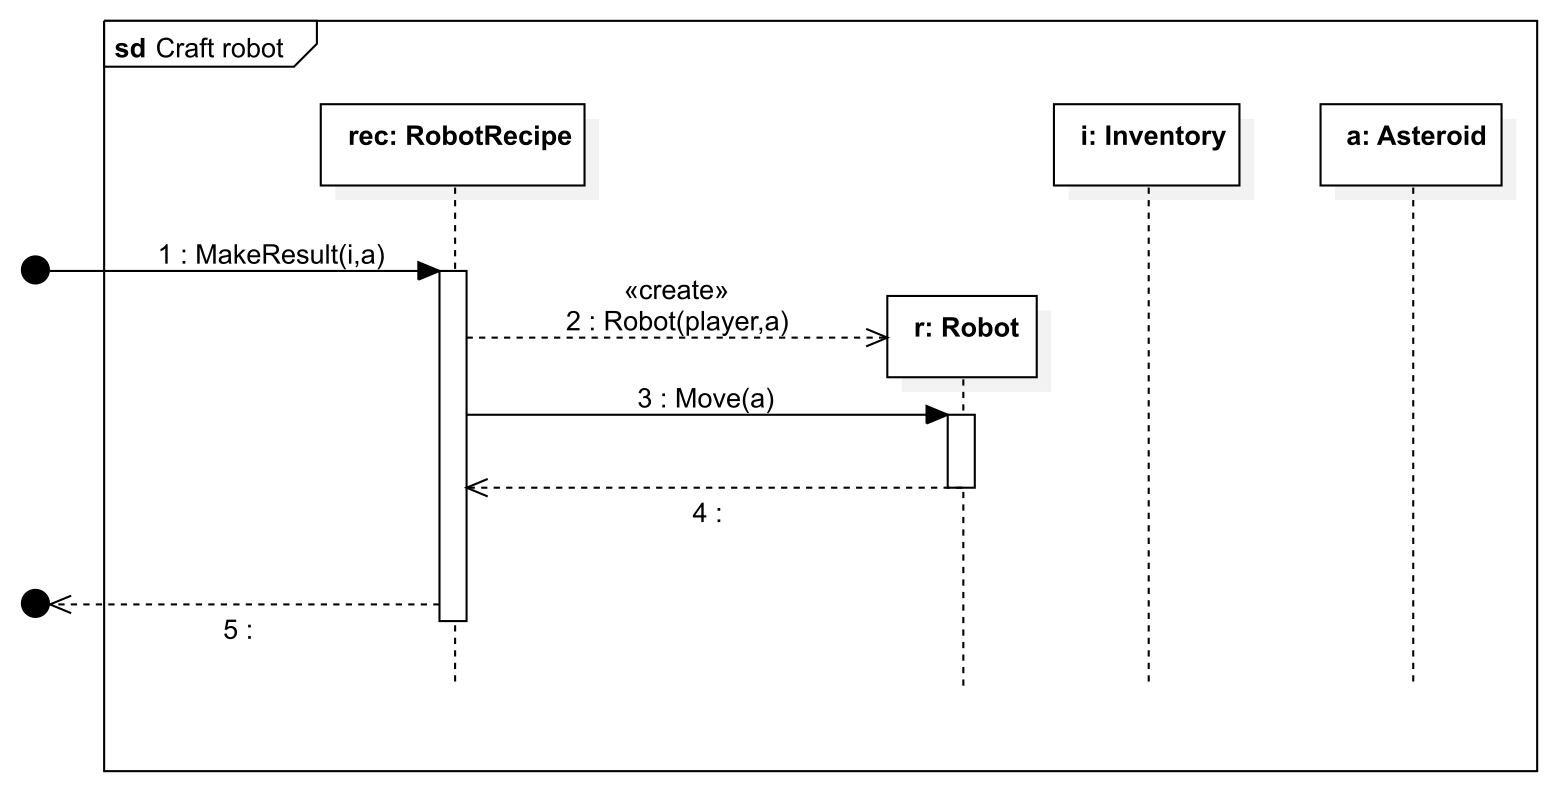 sd Craft robot
rec: RobotRecipe
i: Inventory
a: Asteroid
1 : MakeResult(i,a)
«create»
2 : Robot(player,a)
r: Robot
3 : Move(a)
4 :
5 :